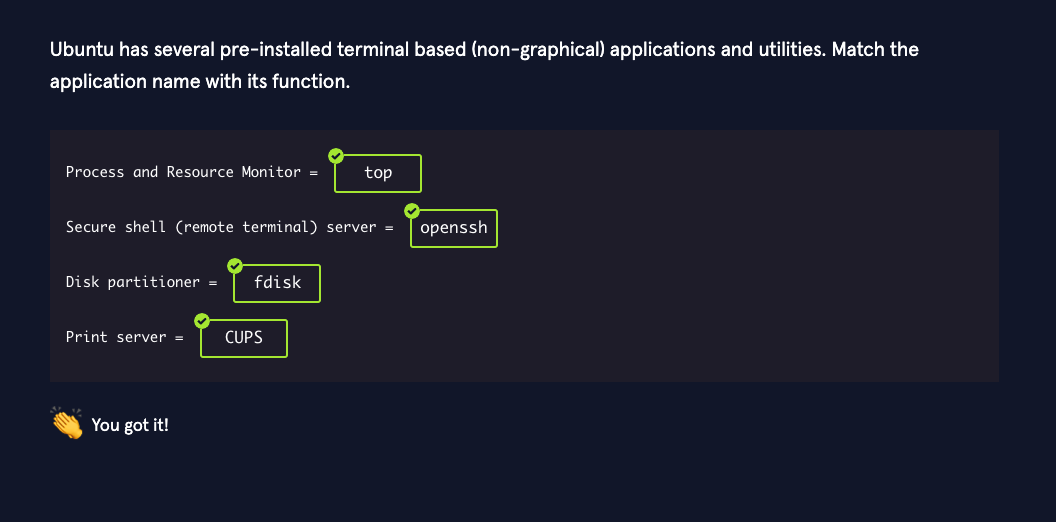 Ubuntu has several pre-installed terminal based (non-graphical) applications and utilities. Match the
application name with its function.
Process and Resource Monitor = top
Secure shell (remote terminal) server = openssh
Disk partitioner = fdisk
Print server = CUPS
You got it!